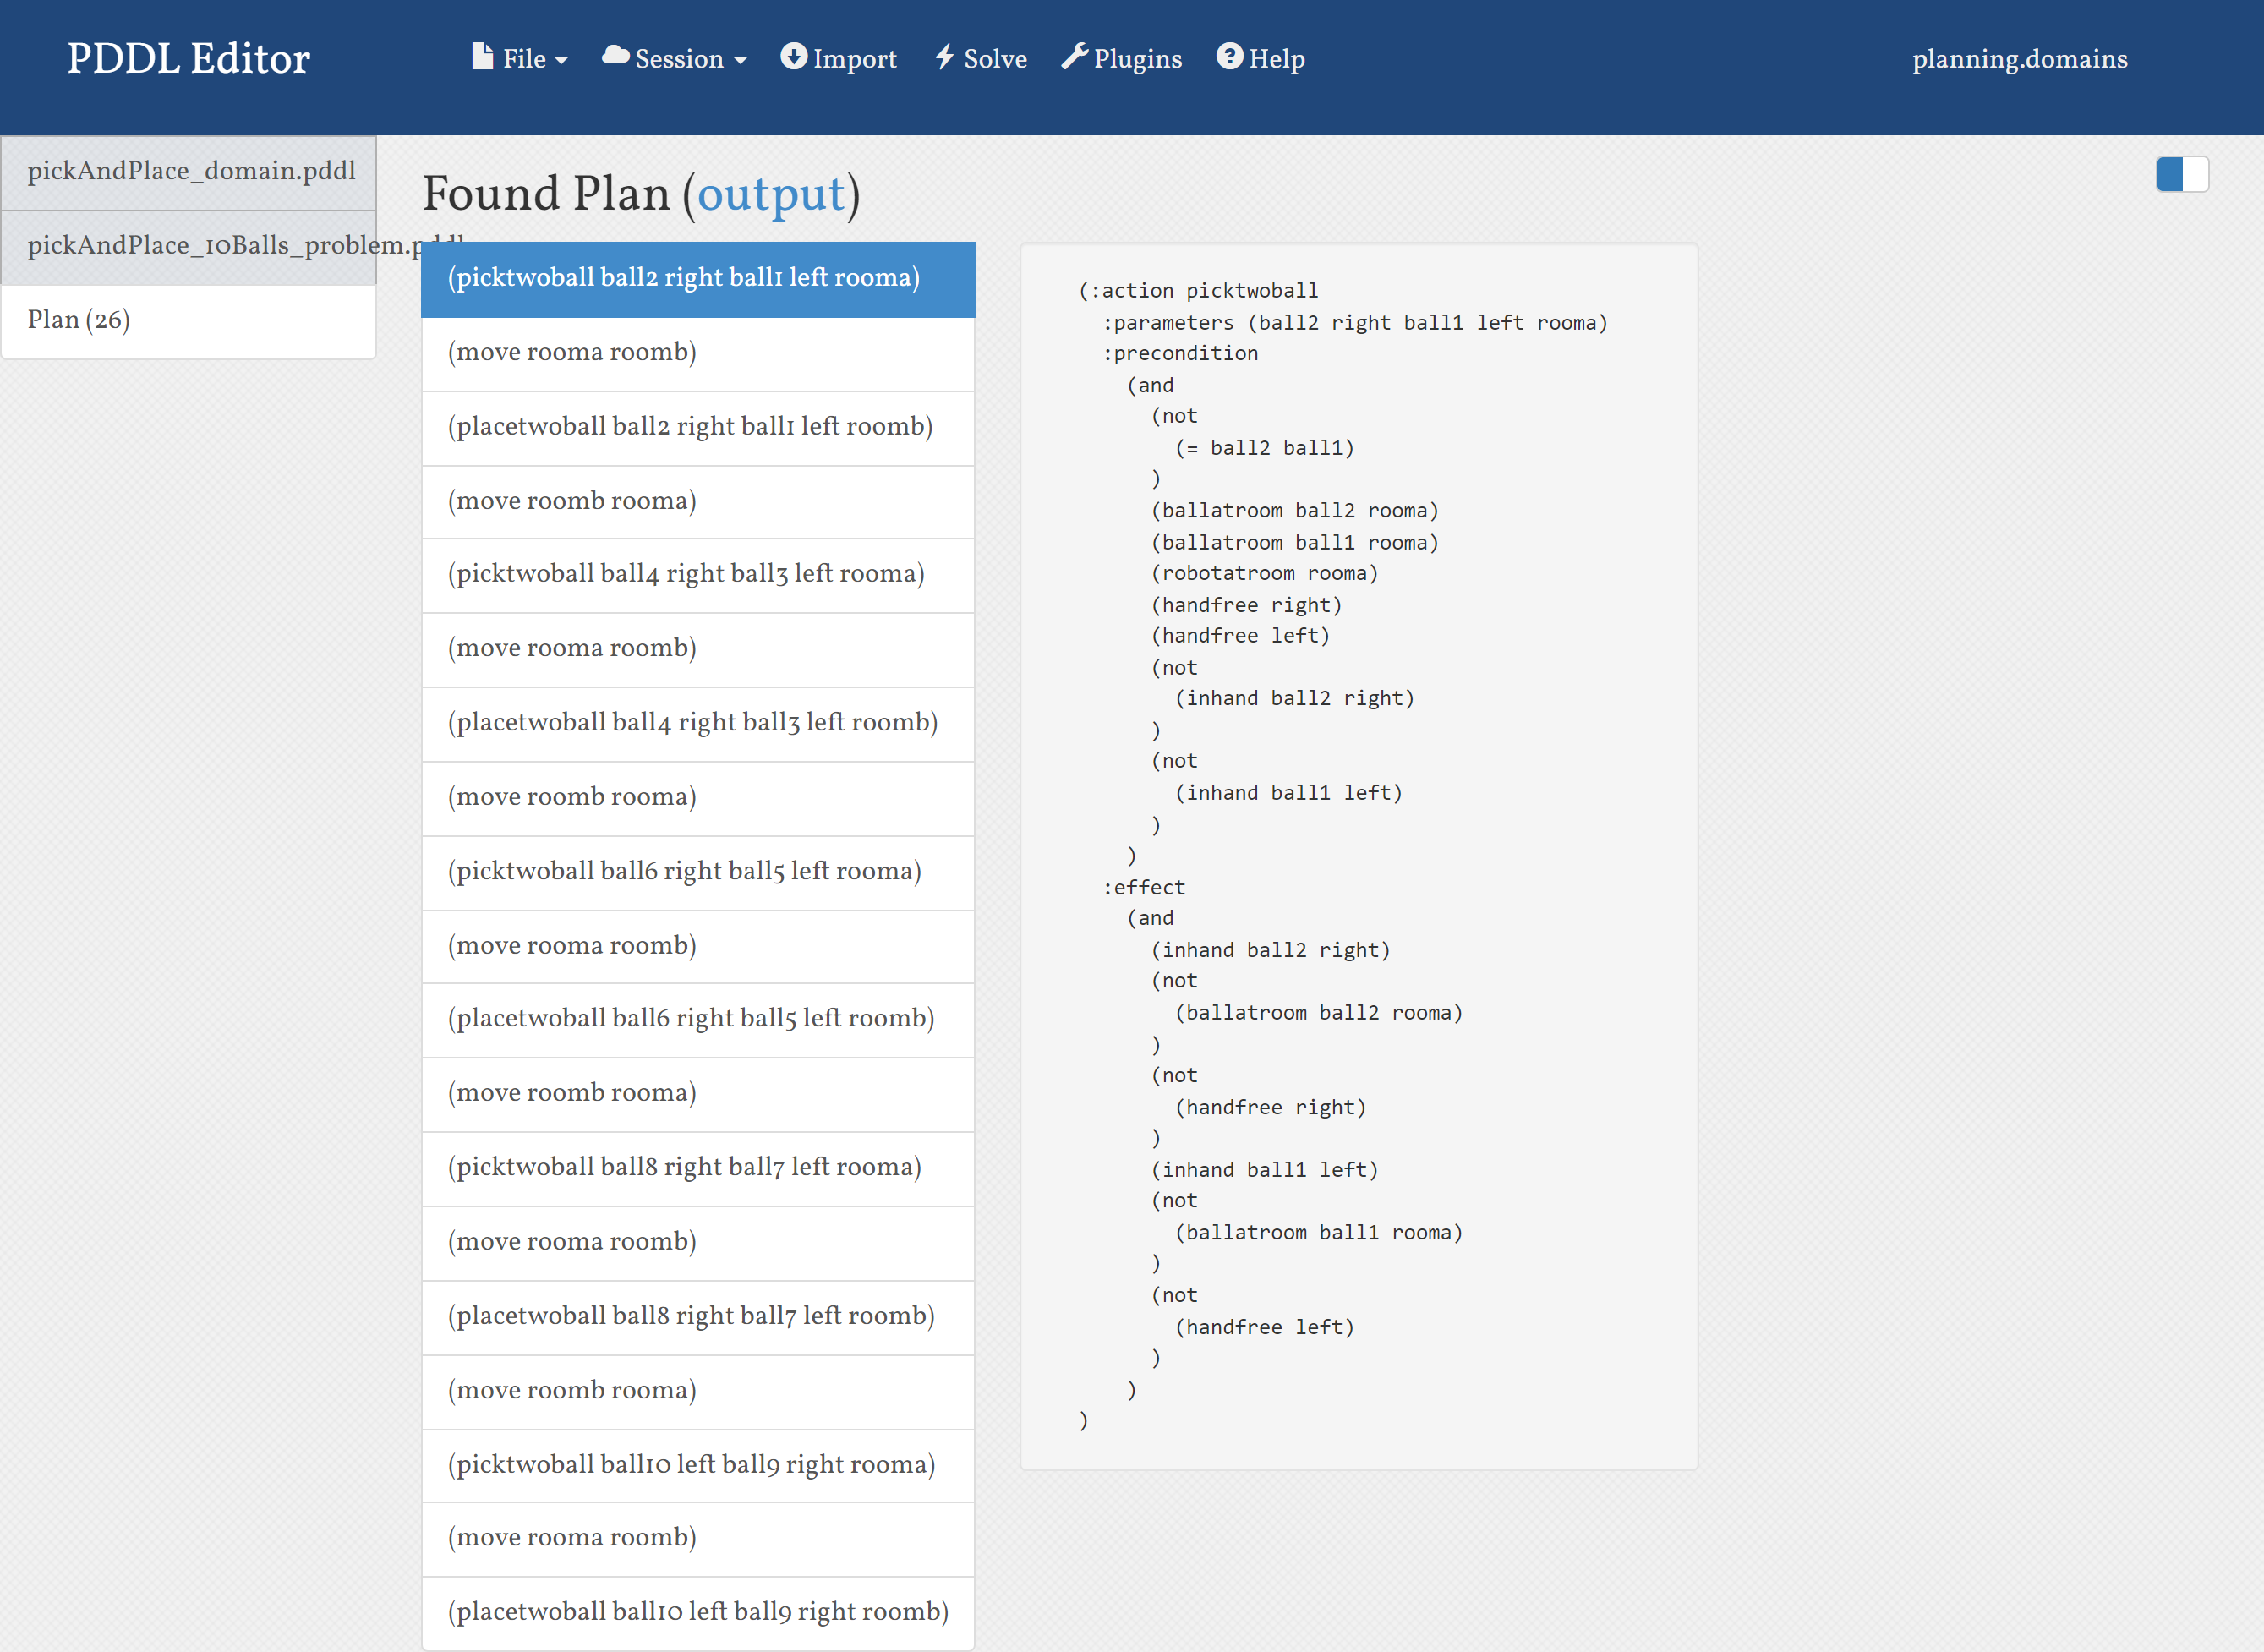 PDDL Editor
File
Session
Import
Solve
Plugins
Help
planning.domains
pickAndPlace_domain.pddl
pickAndPlace_10Balls_problem.pddl
Plan (26)
Found Plan (output)
(picktwoball ball2 right ball1 left rooma)
(move rooma roomb)
(placetwoball ball2 right ball1 left roomb)
(move roomb rooma)
(picktwoball ball4 right ball3 left rooma)
(move rooma roomb)
(placetwoball ball4 right ball3 left roomb)
(move roomb rooma)
(picktwoball ball6 right ball5 left rooma)
(move rooma roomb)
(placetwoball ball6 right ball5 left roomb)
(move roomb rooma)
(picktwoball ball8 right ball7 left rooma)
(move rooma roomb)
(placetwoball ball8 right ball7 left roomb)
(move roomb rooma)
(picktwoball ball10 left ball9 right rooma)
(move rooma roomb)
(placetwoball ball10 left ball9 right roomb)
(:action picktwoball
:parameters (ball2 right ball1 left rooma)
:precondition
(and
(not
(= ball2 ball1)
)
(ballatroom ball2 rooma)
(ballatroom ball1 rooma)
(robotatroom rooma)
(handfree right)
(handfree left)
(not
(inhand ball2 right)
)
(not
(inhand ball1 left)
)
)
:effect
(and
(inhand ball2 right)
(not
(ballatroom ball2 rooma)
)
(not
(handfree right)
)
(inhand ball1 left)
(not
(ballatroom ball1 rooma)
)
(not
(handfree left)
)
)
)